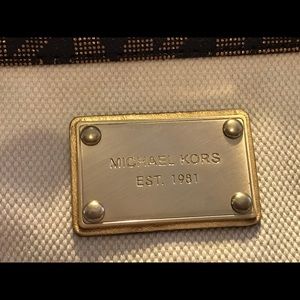 MICHAEL KORS
EST. 1981